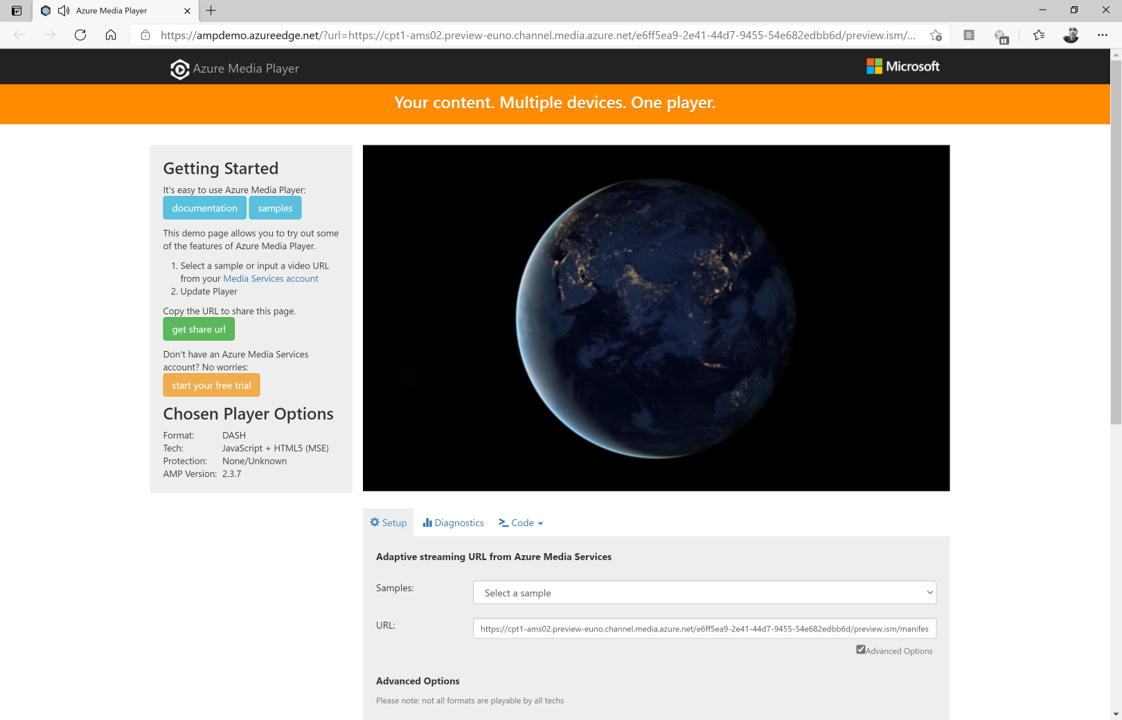 Azure Media Player
https://ampdemo.azureedge.net/?url=https://cpt1-ams02.preview-euno.channel.media.azure.net/e6ff5ea9-2e41-44d7-9455-54e682edbb6d/preview.ism/...
Azure Media Player
Microsoft
Your content. Multiple devices. One player.
Getting Started
It's easy to use Azure Media Player:
documentation samples
This demo page allows you to try out some
of the features of Azure Media Player.
1. Select a sample or input a video URL
from your Media Services account
2. Update Player
Copy the URL to share this page.
get share url
Don't have an Azure Media Services
account? No worries:
start your free trial
Chosen Player Options
Format: DASH
Tech: JavaScript + HTML5 (MSE)
Protection: None/Unknown
AMP Version: 2.3.7
Setup Diagnostics Code
Adaptive streaming URL from Azure Media Services
Samples: Select a sample
URL: https://cpt1-ams02.preview-euno.channel.media.azure.net/e6ff5ea9-2e41-44d7-9455-54e682edbb6d/preview.ism/manifes
Advanced Options
Advanced Options
Please note: not all formats are playable by all techs